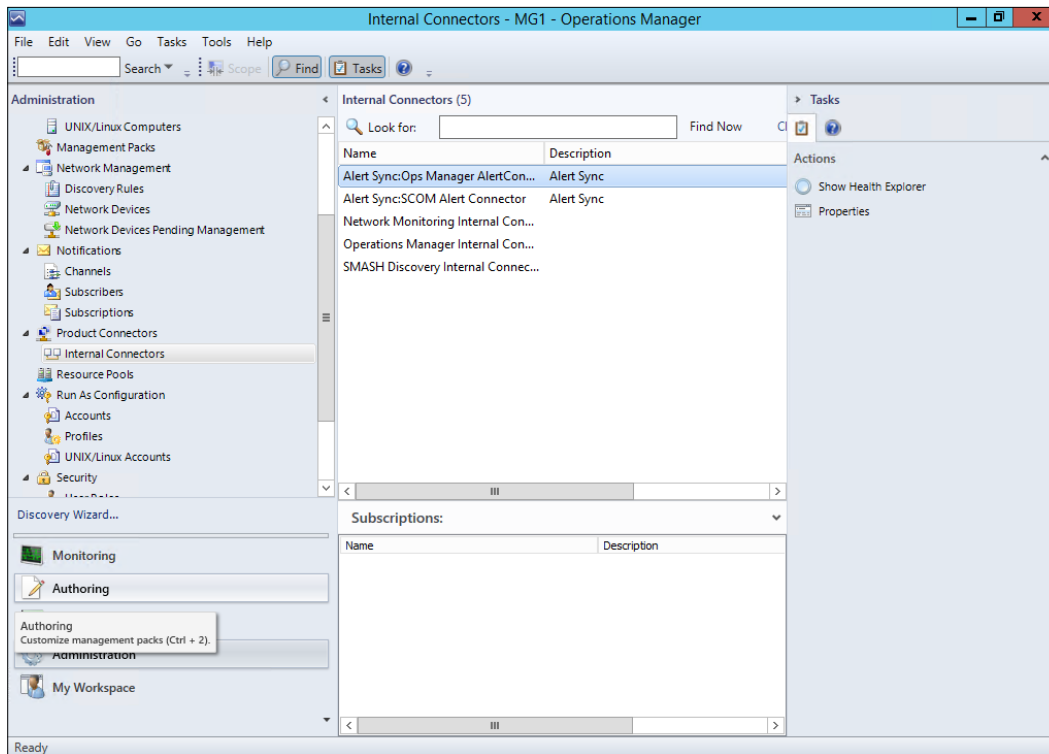 Internal Connectors - MG1 - Operations Manager
File Edit View Go Tasks Tools Help
Search Scope Find Tasks
Administration
UNIX/Linux Computers
Management Packs
Network Management
Discovery Rules
Network Devices
Network Devices Pending Management
Notifications
Channels
Subscribers
Subscriptions
Product Connectors
Internal Connectors
Resource Pools
Run As Configuration
Accounts
Profiles
UNIX/Linux Accounts
Security
Discovery Wizard...
Monitoring
Authoring
Authoring
Customize management packs (Ctrl + 2).
Administration
My Workspace
Internal Connectors (5)
Look for: Find Now
Name Description
Alert Sync:Ops Manager AlertCon... Alert Sync
Alert Sync:SCOM Alert Connector Alert Sync
Network Monitoring Internal Con...
Operations Manager Internal Con...
SMASH Discovery Internal Connec...
Subscriptions:
Name Description
Tasks
Actions
Show Health Explorer
Properties
Ready